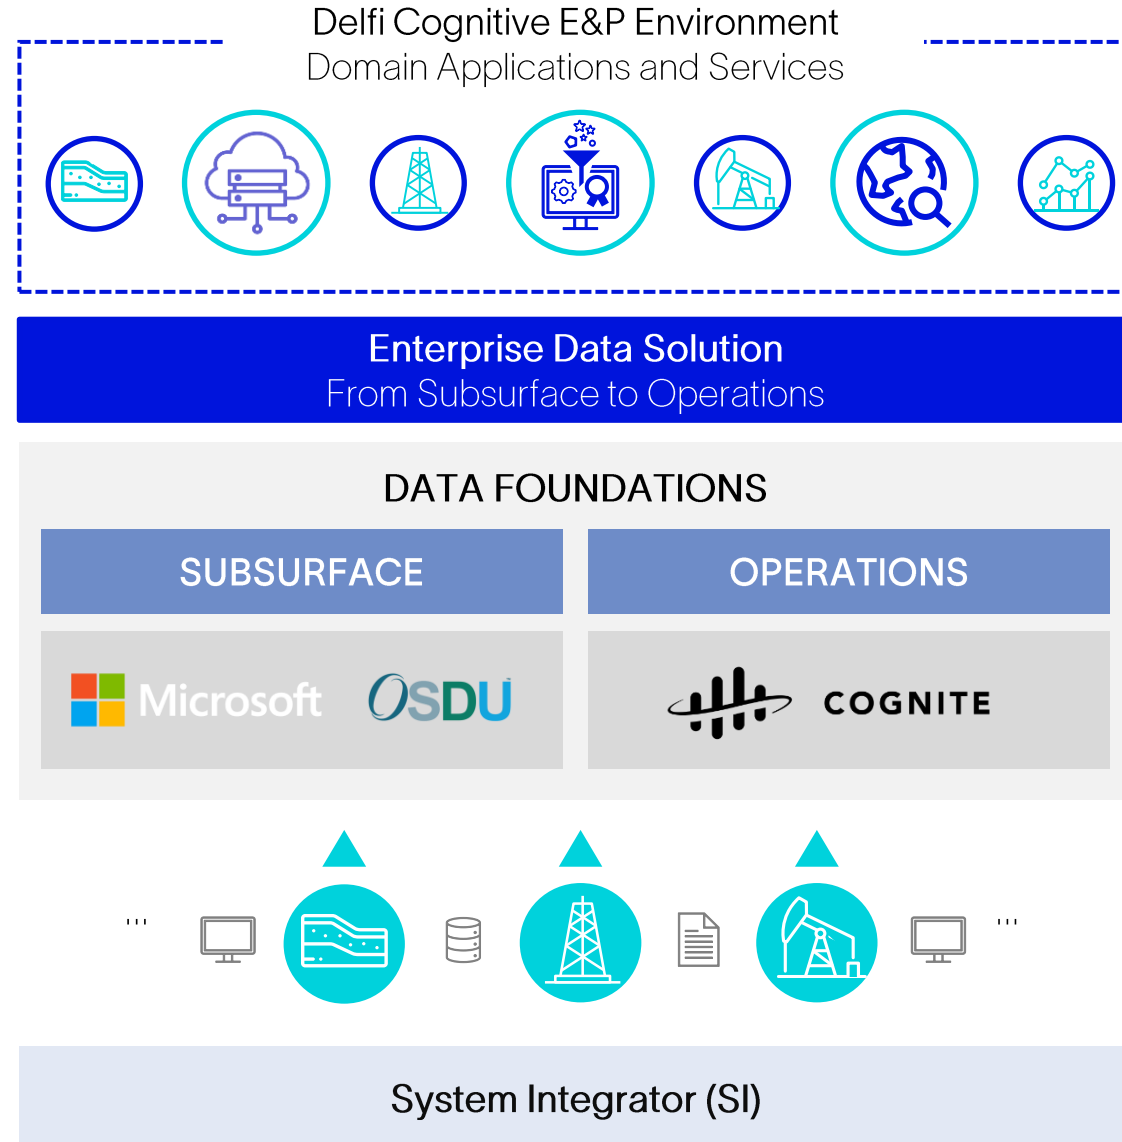 Delfi Cognitive E&P Environment
Domain Applications and Services
Enterprise Data Solution
From Subsurface to Operations
DATA FOUNDATIONS
SUBSURFACE
OPERATIONS
Microsoft
OSDU
COGNITE
System Integrator (SI)